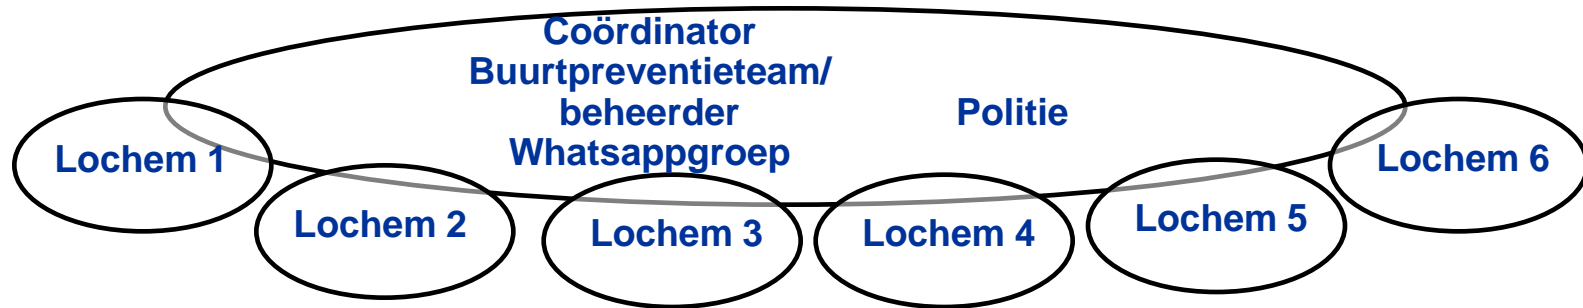 Coördinator
Buurtpreventieteam/
beheerder
Whatsappgroep
Politie
Lochem 1
Lochem 2
Lochem 3
Lochem 4
Lochem 5
Lochem 6